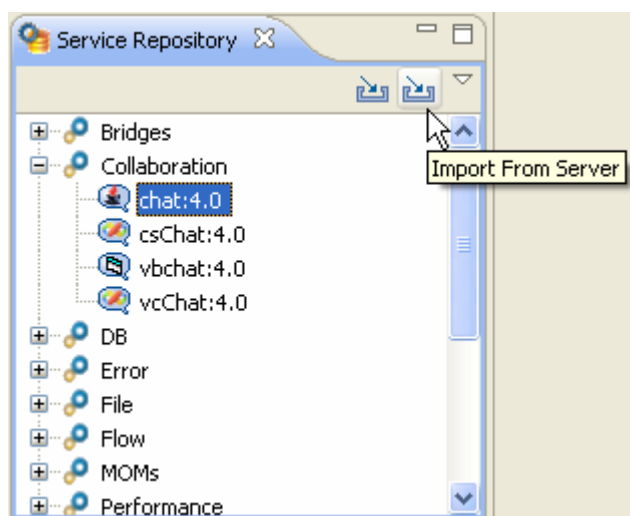 Service Repository
Import From Server
Bridges
Collaboration
chat:4.0
csChat:4.0
vbchat:4.0
vcChat:4.0
DB
Error
File
Flow
MOMs
Performance